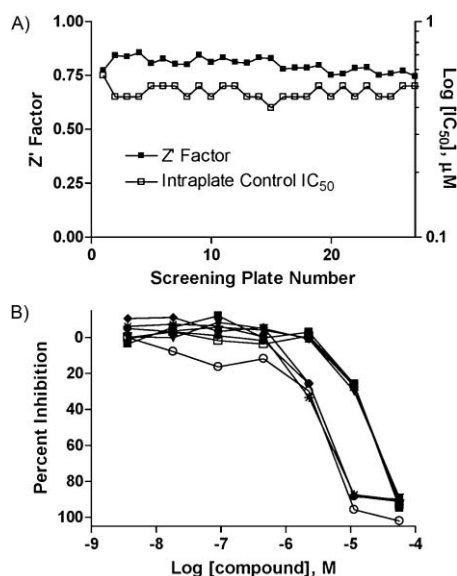 A)
1.00
0.75
0.50
0.25
0.00
Z' Factor
1
0.1
Log [IC50], µM
Z' Factor
Intraplate Control IC50
0
10
20
Screening Plate Number
B)
0
20
40
60
80
100
Percent Inhibition
-9
-8
-7
-6
-5
-4
Log [compound], M